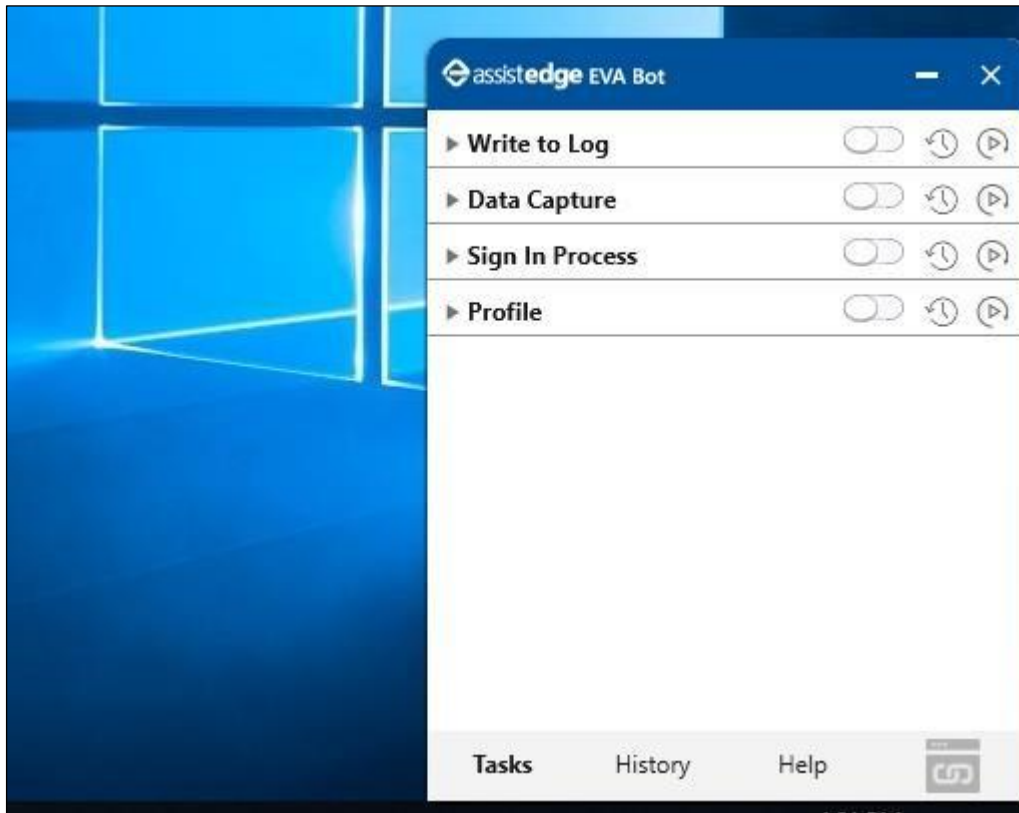 assistedge EVA Bot
Write to Log
Data Capture
Sign In Process
Profile
Tasks History Help